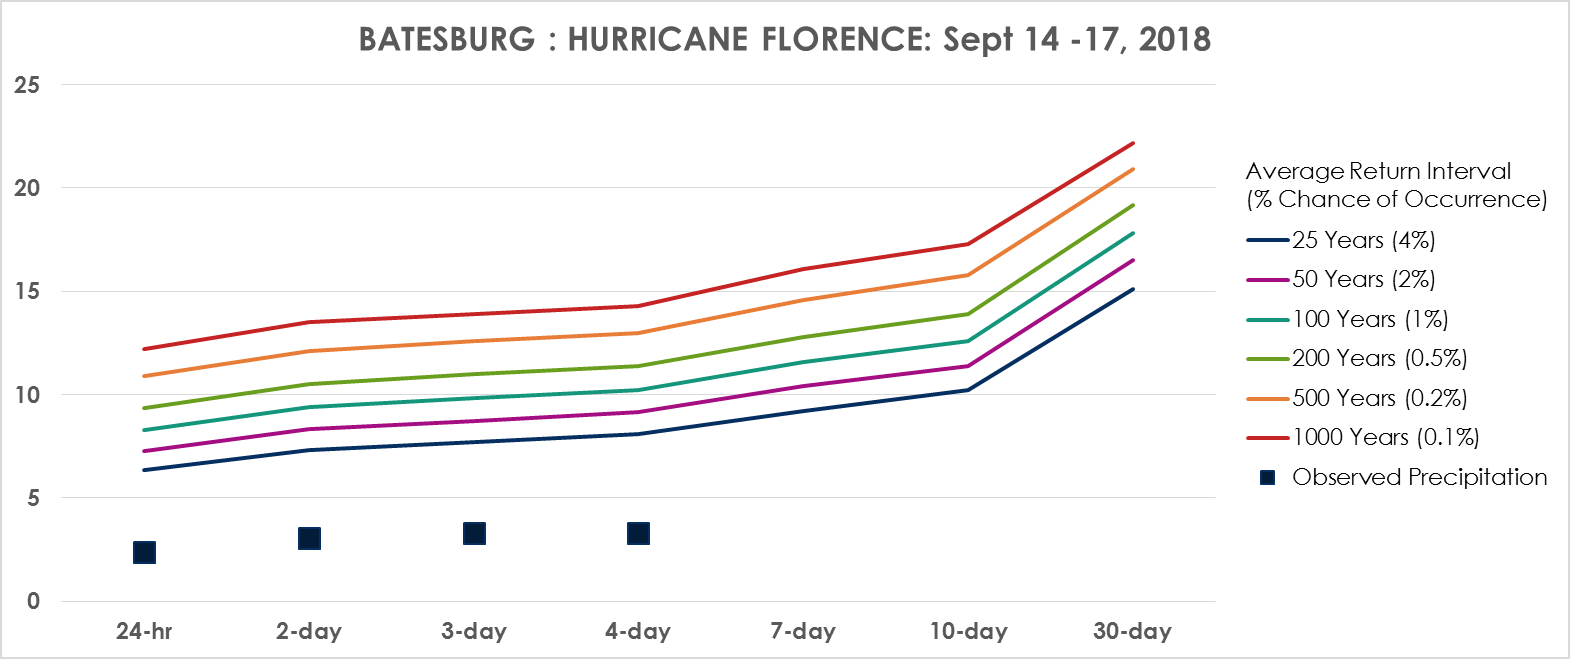 BATESBURG : HURRICANE FLORENCE: Sept 14 -17, 2018
25
20
15
10
5
0
24-hr
2-day
3-day
4-day
7-day
10-day
30-day
Average Return Interval
(% Chance of Occurrence)
25 Years (4%)
50 Years (2%)
100 Years (1%)
200 Years (0.5%)
500 Years (0.2%)
1000 Years (0.1%)
Observed Precipitation